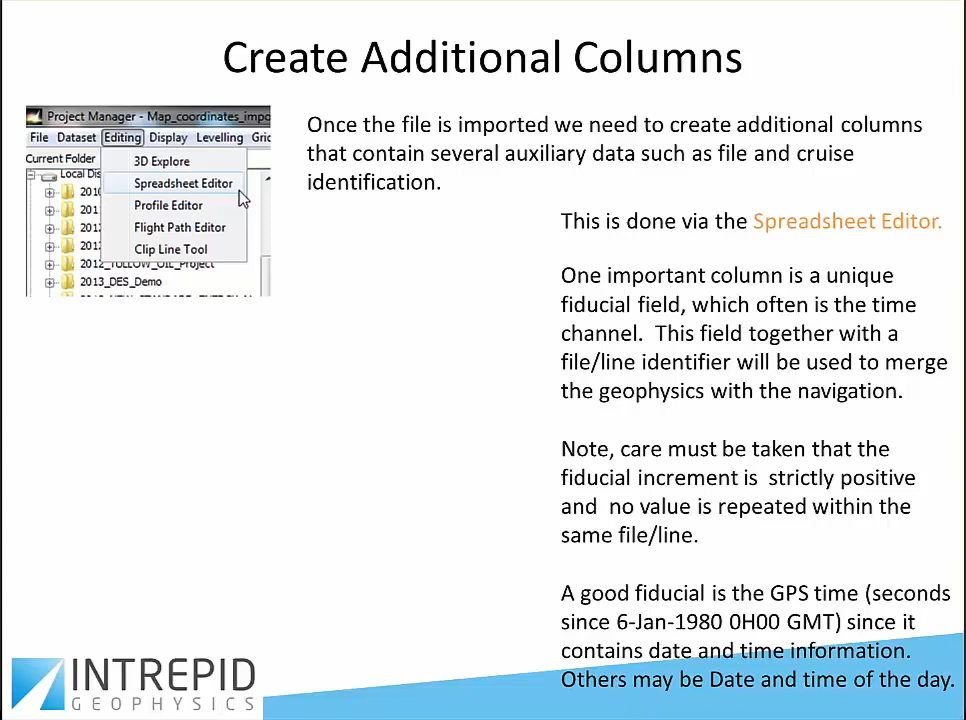 Create Additional Columns
Project Manager - Map_coordinates_impo
File Dataset Editing Display Levelling Grid
Current Folder
3D Explore
Local Dis
Spreadsheet Editor
2010
Profile Editor
2011
Flight Path Editor
2012
Clip Line Tool
2012
2012_TULLOW_OIL_Project
2013_DES_Demo
Once the file is imported we need to create additional columns
that contain several auxiliary data such as file and cruise
identification.
This is done via the Spreadsheet Editor.
One important column is a unique
fiducial field, which often is the time
channel. This field together with a
file/line identifier will be used to merge
the geophysics with the navigation.
Note, care must be taken that the
fiducial increment is strictly positive
and no value is repeated within the
same file/line.
A good fiducial is the GPS time (seconds
since 6-Jan-1980 0H00 GMT) since it
contains date and time information.
Others may be Date and time of the day.
INTREPID
GEOPHYSICS